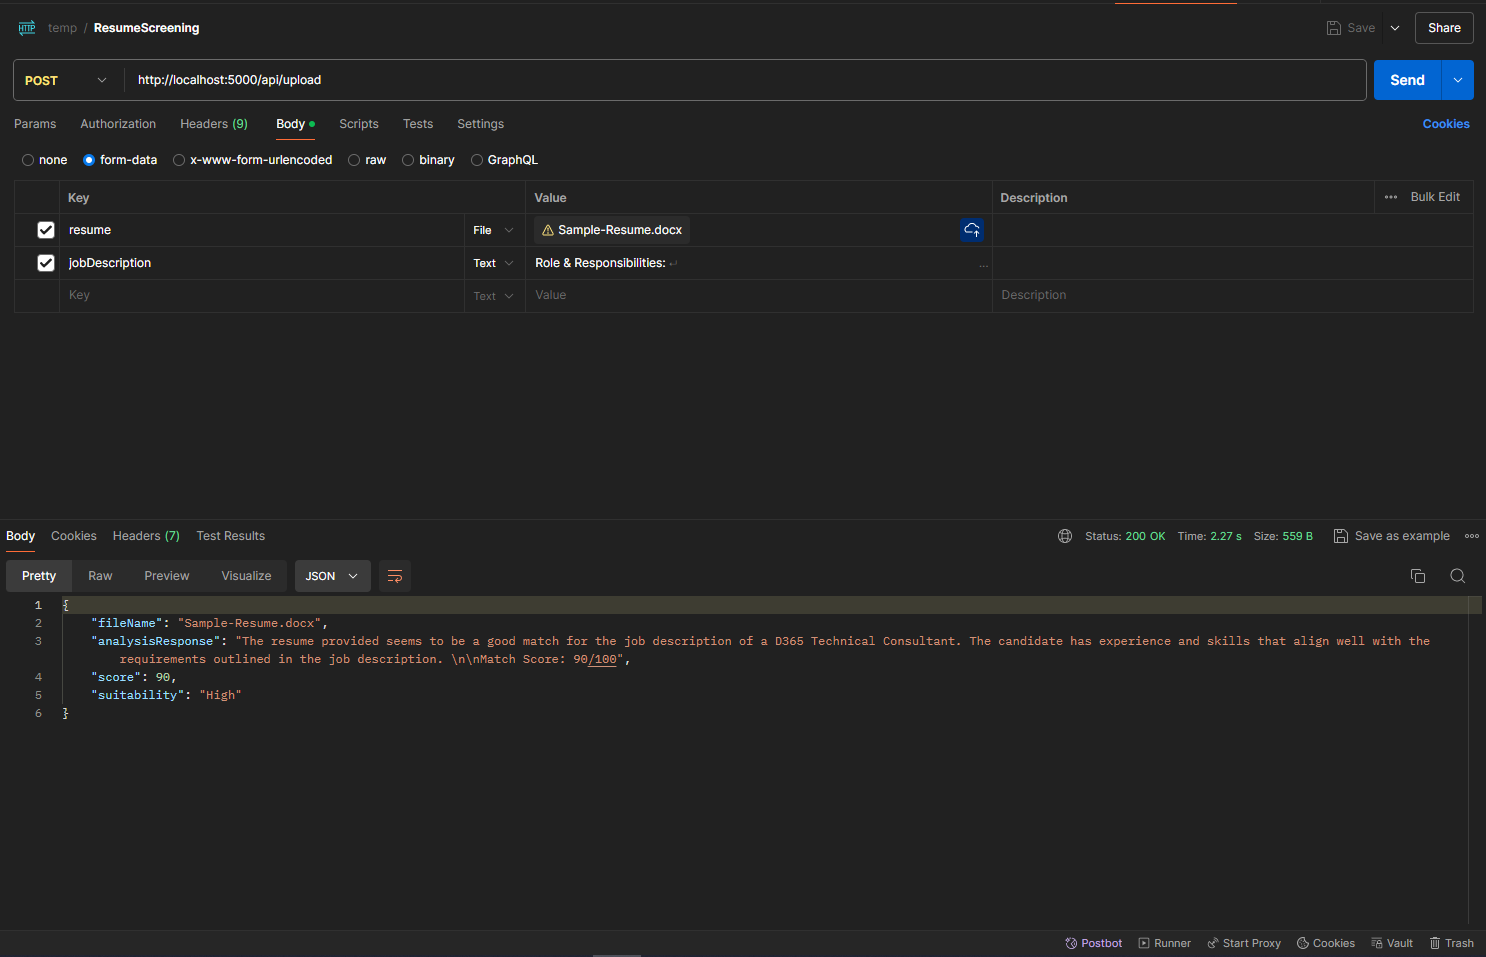 HTTP temp / ResumeScreening Save Share
POST http://localhost:5000/api/upload Send
Params Authorization Headers (9) Body Scripts Tests Settings Cookies
none form-data x-www-form-urlencoded raw binary GraphQL
Key Value Description Bulk Edit
resume File Sample-Resume.docx
jobDescription Text Role & Responsibilities: ↵ ...
Key Text Value Description
Body Cookies Headers (7) Test Results Status: 200 OK Time: 2.27 s Size: 559 B Save as example
Pretty Raw Preview Visualize JSON
1 {
2 "fileName": "Sample-Resume.docx",
3 "analysisResponse": "The resume provided seems to be a good match for the job description of a D365 Technical Consultant. The candidate has experience and skills that align well with the
requirements outlined in the job description. \n\nMatch Score: 90/100",
4 "score": 90,
5 "suitability": "High"
6 }
Postbot Runner Start Proxy Cookies Vault Trash